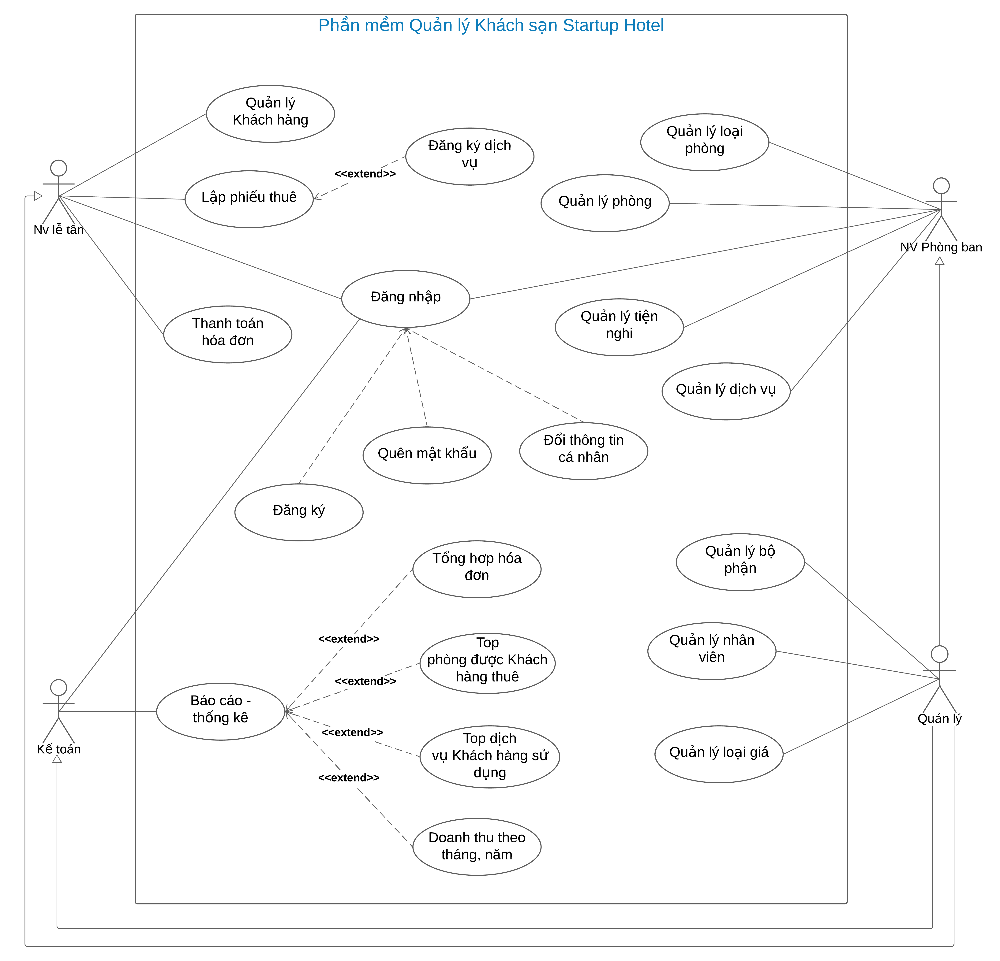 Phần mềm Quản lý Khách sạn Startup Hotel
Quản lý
Khách hàng
Đăng ký dịch
vụ
<<extend>>
Lập phiếu thuê
Nv lễ tân
Quản lý loại
phòng
Quản lý phòng
NV Phòng ban
Đăng nhập
Thanh toán
hóa đơn
Quản lý tiện
nghi
Quản lý dịch vụ
Quên mật khẩu
Đổi thông tin
cá nhân
Đăng ký
Tổng hơp hóa
đơn
<<extend>>
Top
phòng được Khách
hàng thuê
<<extend>>
Báo cáo -
thống kê
<<extend>>
Top dịch
vụ Khách hàng sử
dụng
<<extend>>
Doanh thu theo
tháng, năm
Kế toán
Quản lý bộ
phận
Quản lý nhân
viên
Quản lý loại giá
Quản lý